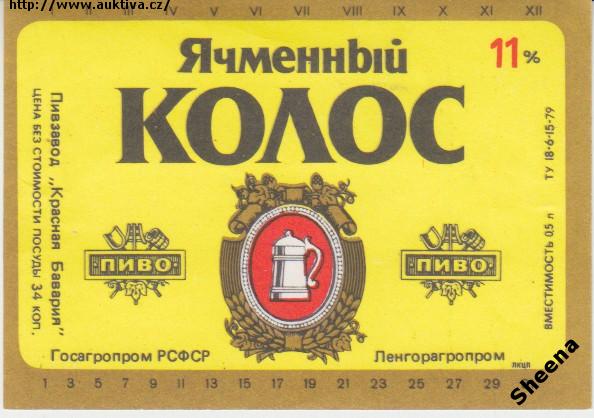 http://www.auktiva.cz/
I II III IV V VI VII VIII IX X XI XII
Ячменный
11%
КОЛОС
Пивзавод „Красная Бавария"
ЦЕНА БЕЗ СТОИМОСТИ ПОСУДЫ 34 КОП.
ПИВО
ПИВО
ВМЕСТИМОСТЬ 0,5 л
ТУ 18-6-15-79
Госагропром РСФСР
Ленгорагропром
ЛКЦП
1 3 5 7 9 11 13 15 17 19 21 23 25 27 29
Sheena